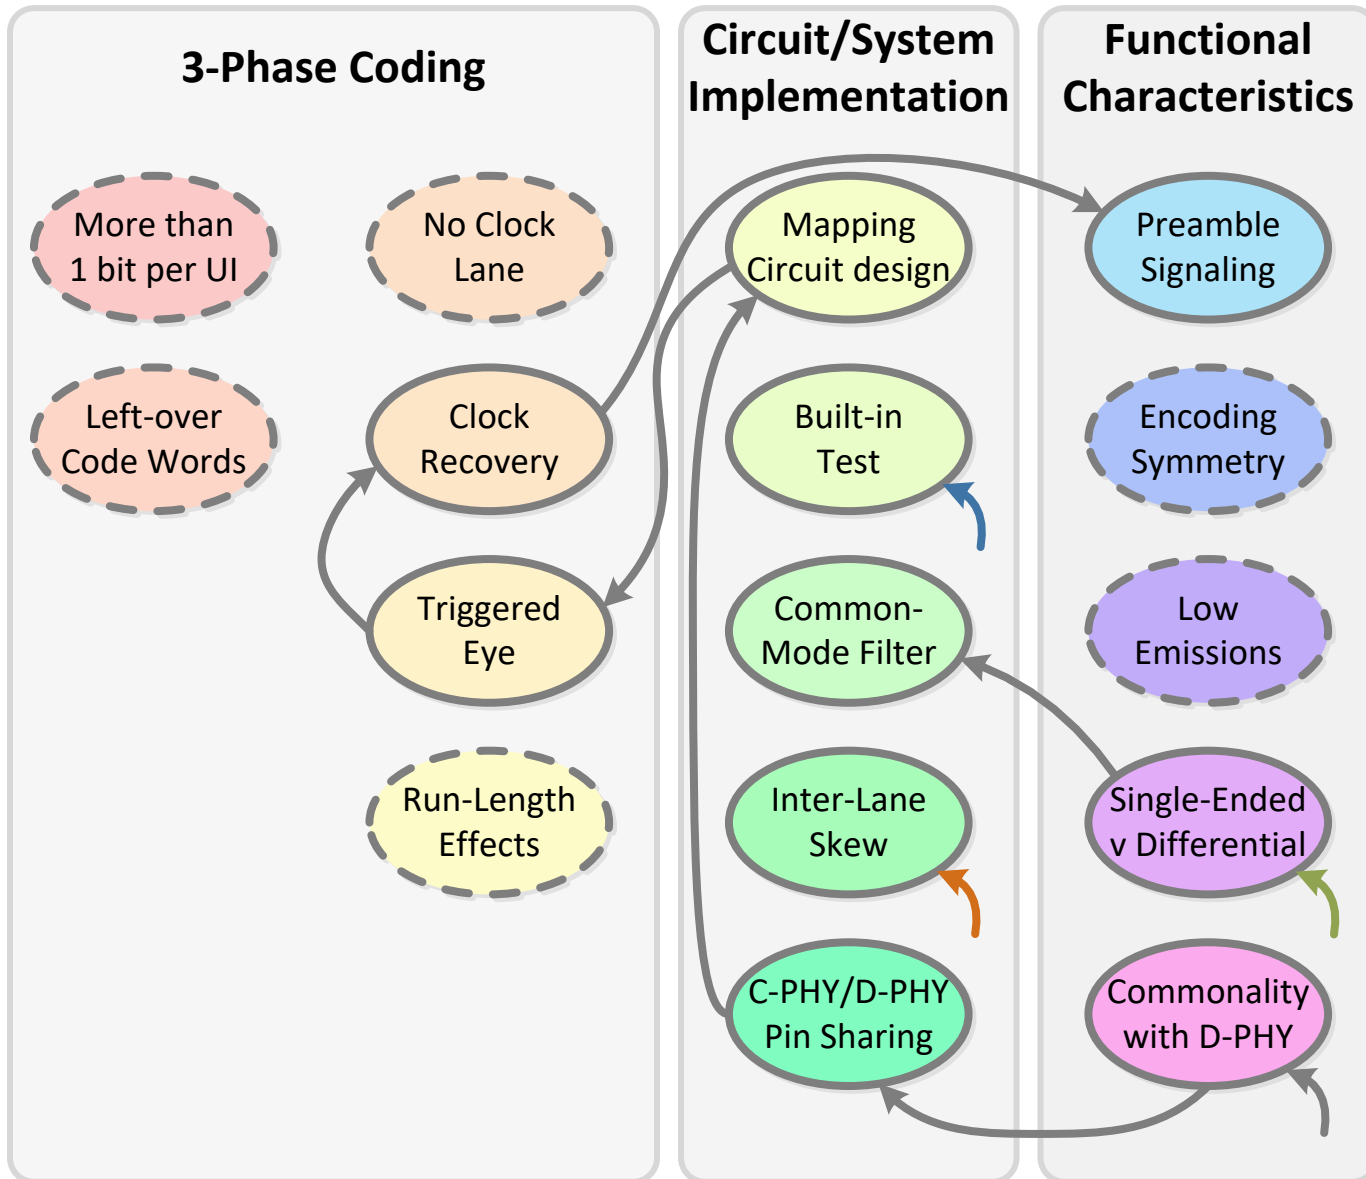 3-Phase Coding
More than
1 bit per UI
No Clock
Lane
Left-over
Code Words
Clock
Recovery
Triggered
Eye
Run-Length
Effects
Circuit/System
Implementation
Mapping
Circuit design
Built-in
Test
Common-
Mode Filter
Inter-Lane
Skew
C-PHY/D-PHY
Pin Sharing
Functional
Characteristics
Preamble
Signaling
Encoding
Symmetry
Low
Emissions
Single-Ended
v Differential
Commonality
with D-PHY